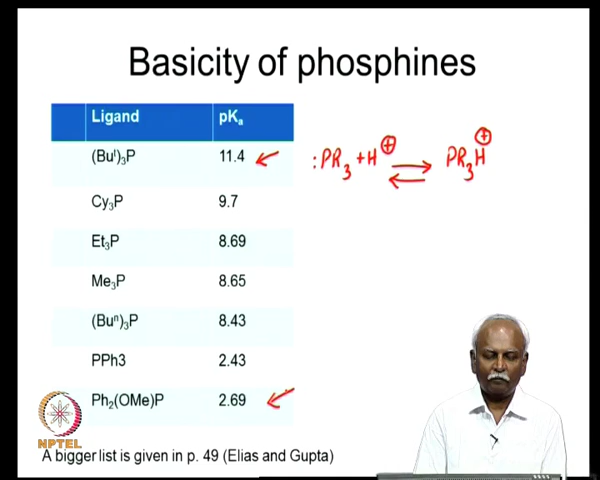 Basicity of phosphines
Ligand pKa
(Buᵗ)₃P 11.4
Cy₃P 9.7
Et₃P 8.69
Me₃P 8.65
(Buⁿ)₃P 8.43
PPh3 2.43
Ph₂(OMe)P 2.69
:PR₃ + H⊕ ⇌ PR₃H⊕
NPTEL
A bigger list is given in p. 49 (Elias and Gupta)